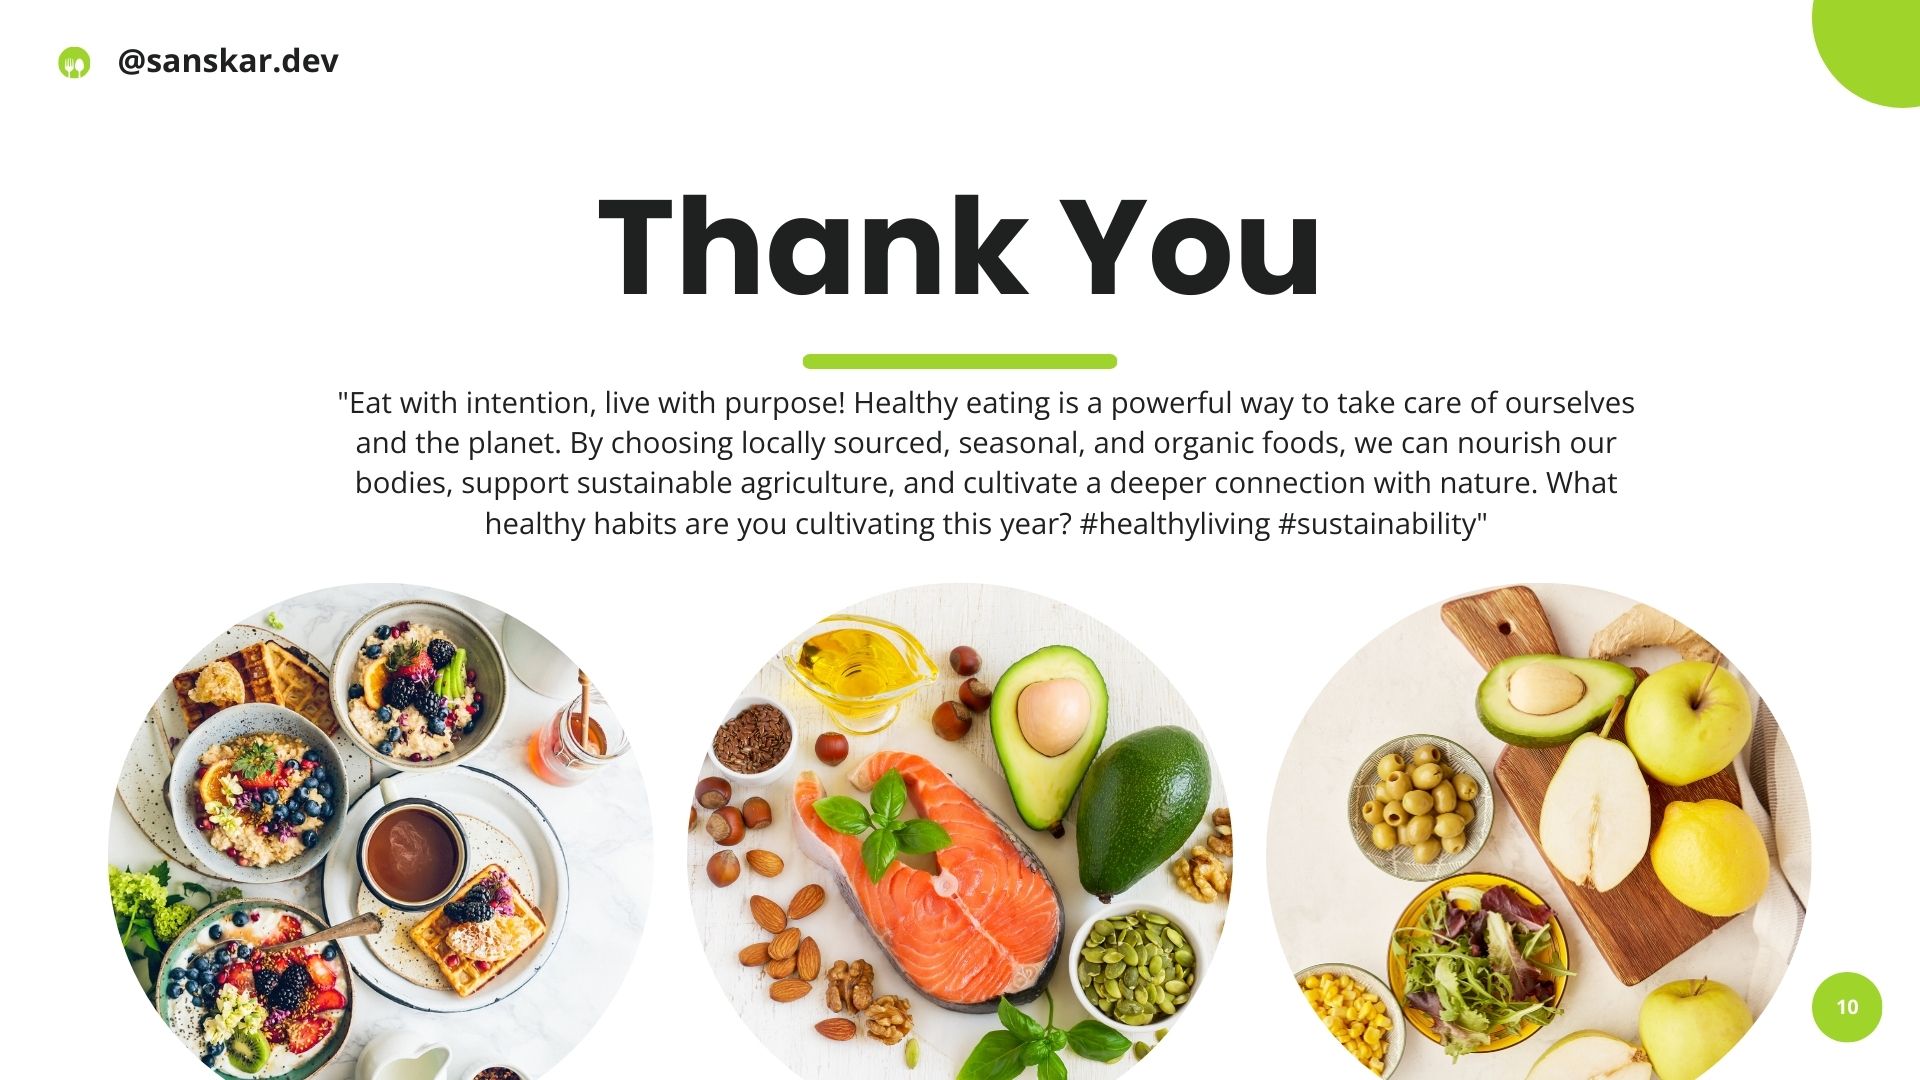 @sanskar.dev
Thank You
"Eat with intention, live with purpose! Healthy eating is a powerful way to take care of ourselves
and the planet. By choosing locally sourced, seasonal, and organic foods, we can nourish our
bodies, support sustainable agriculture, and cultivate a deeper connection with nature. What
healthy habits are you cultivating this year? #healthyliving #sustainability"
10